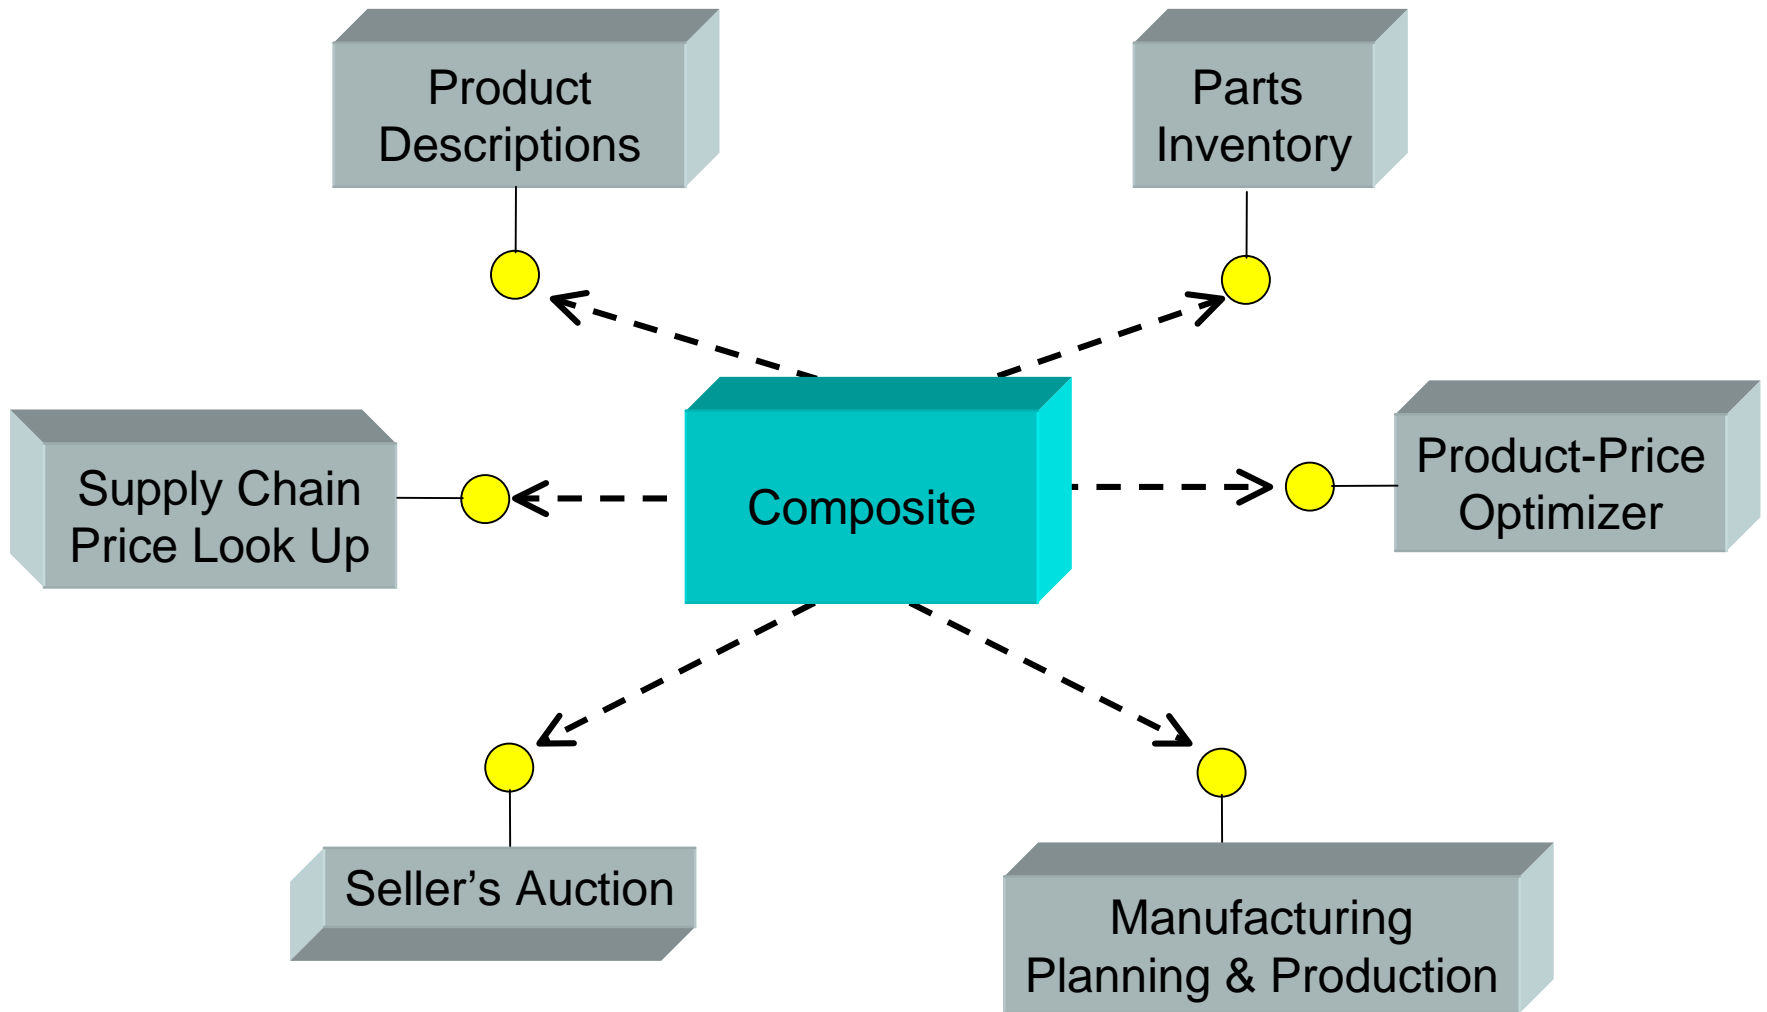 Product
Descriptions
Parts
Inventory
Supply Chain
Price Look Up
Composite
Product-Price
Optimizer
Seller’s Auction
Manufacturing
Planning & Production